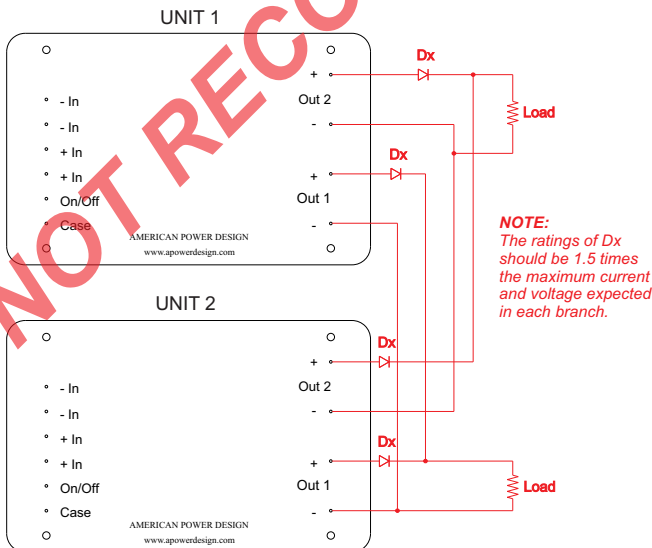 UNIT 1
- In
- In
+ In
+ In
On/Off
Case
+
Out 2
-
+
Out 1
-
AMERICAN POWER DESIGN
www.apowerdesign.com
Dx
Dx
Load
NOT RECO
NOTE:
The ratings of Dx
should be 1.5 times
the maximum current
and voltage expected
in each branch.
UNIT 2
- In
- In
+ In
+ In
On/Off
Case
+
Out 2
-
+
Out 1
-
AMERICAN POWER DESIGN
www.apowerdesign.com
Dx
Dx
Load